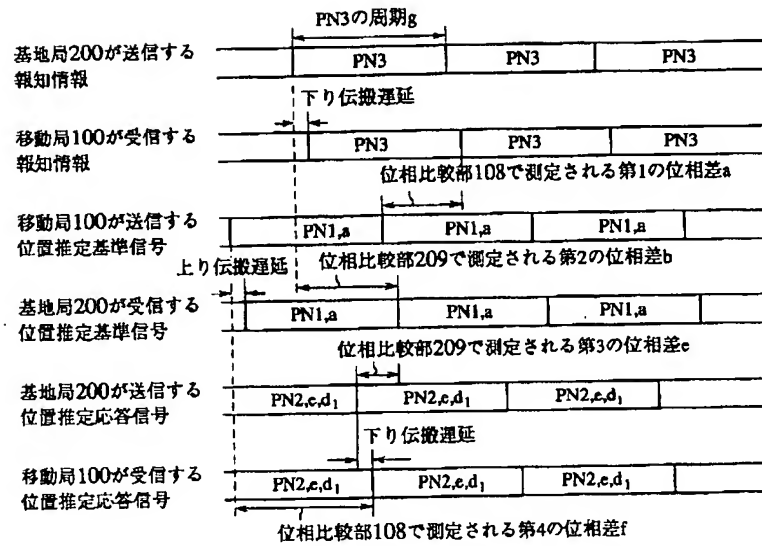 PN3の周期g
基地局200が送信する
報知情報
PN3 PN3 PN3
下り伝搬遅延
移動局100が受信する
報知情報
PN3 PN3 PN3
位相比較部108で測定される第1の位相差a
移動局100が送信する
位置推定基準信号
PN1,a PN1,a PN1,a
上り伝搬遅延
位相比較部209で測定される第2の位相差b
基地局200が受信する
位置推定基準信号
PN1,a PN1,a PN1,a
位相比較部209で測定される第3の位相差e
基地局200が送信する
位置推定応答信号
PN2,e,d₁ PN2,e,d₁ PN2,e,d₁
下り伝搬遅延
移動局100が受信する
位置推定応答信号
PN2,e,d₁ PN2,e,d₁ PN2,e,d₁
位相比較部108で測定される第4の位相差f